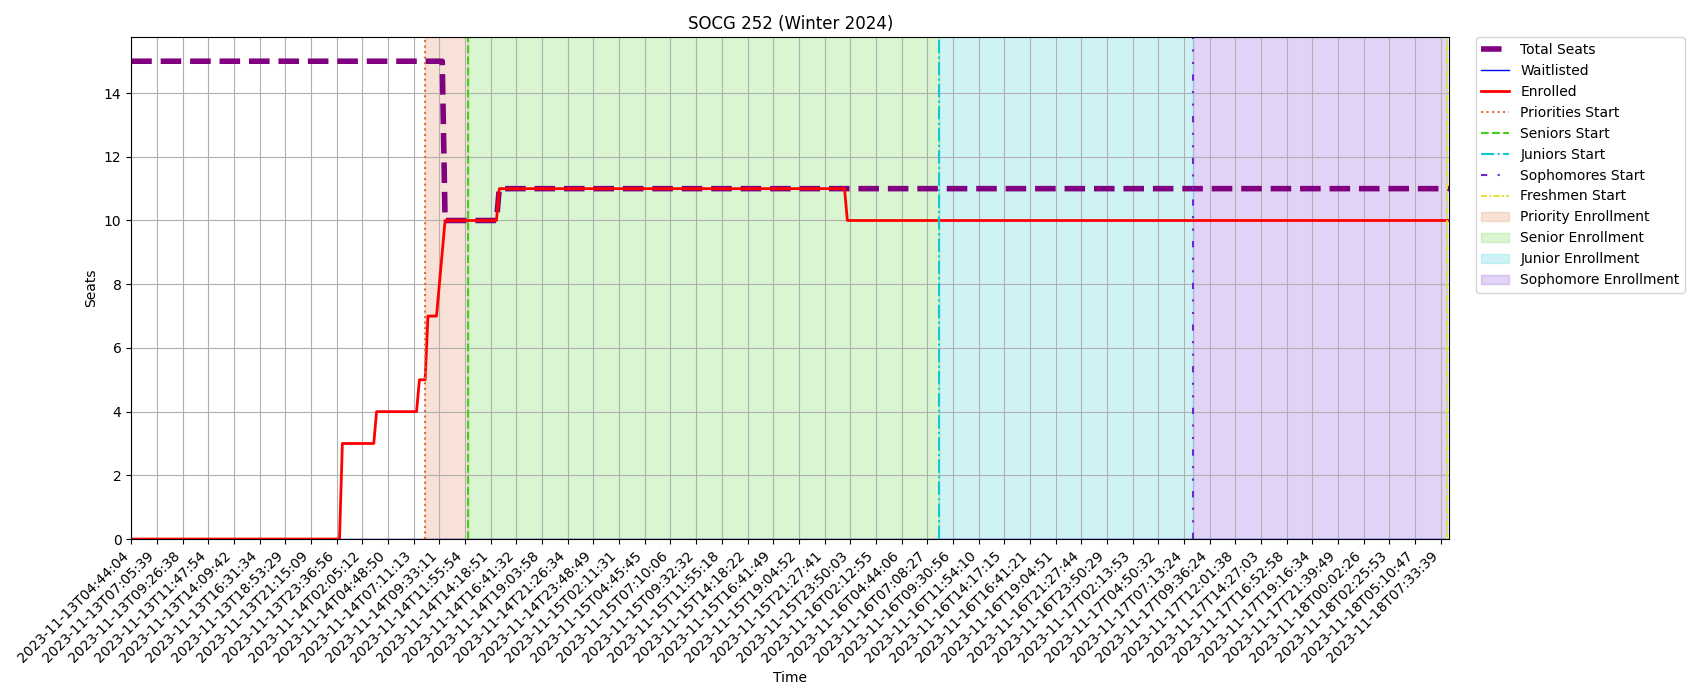 SOCG 252 (Winter 2024)
Seats
14
12
10
8
6
4
2
0
2023-11-13T04:44:04
2023-11-13T07:05:39
2023-11-13T09:26:38
2023-11-13T11:47:54
2023-11-13T14:09:42
2023-11-13T16:31:34
2023-11-13T18:53:29
2023-11-13T21:15:09
2023-11-13T23:36:56
2023-11-14T02:05:12
2023-11-14T04:48:50
2023-11-14T07:11:13
2023-11-14T09:33:11
2023-11-14T11:55:54
2023-11-14T14:18:51
2023-11-14T16:41:32
2023-11-14T19:03:58
2023-11-14T21:26:34
2023-11-14T23:48:49
2023-11-15T02:11:31
2023-11-15T04:45:45
2023-11-15T07:10:06
2023-11-15T09:32:32
2023-11-15T11:55:18
2023-11-15T14:18:22
2023-11-15T16:41:49
2023-11-15T19:04:52
2023-11-15T21:27:41
2023-11-15T23:50:03
2023-11-16T02:12:55
2023-11-16T04:44:06
2023-11-16T07:08:27
2023-11-16T09:30:56
2023-11-16T11:54:10
2023-11-16T14:17:15
2023-11-16T16:41:21
2023-11-16T19:04:51
2023-11-16T21:27:44
2023-11-16T23:50:29
2023-11-17T02:13:53
2023-11-17T04:50:32
2023-11-17T07:13:24
2023-11-17T09:36:24
2023-11-17T12:01:38
2023-11-17T14:27:03
2023-11-17T16:52:58
2023-11-17T19:16:34
2023-11-17T21:39:49
2023-11-18T00:02:26
2023-11-18T02:25:53
2023-11-18T05:10:47
2023-11-18T07:33:39
Time
Total Seats
Waitlisted
Enrolled
Priorities Start
Seniors Start
Juniors Start
Sophomores Start
Freshmen Start
Priority Enrollment
Senior Enrollment
Junior Enrollment
Sophomore Enrollment